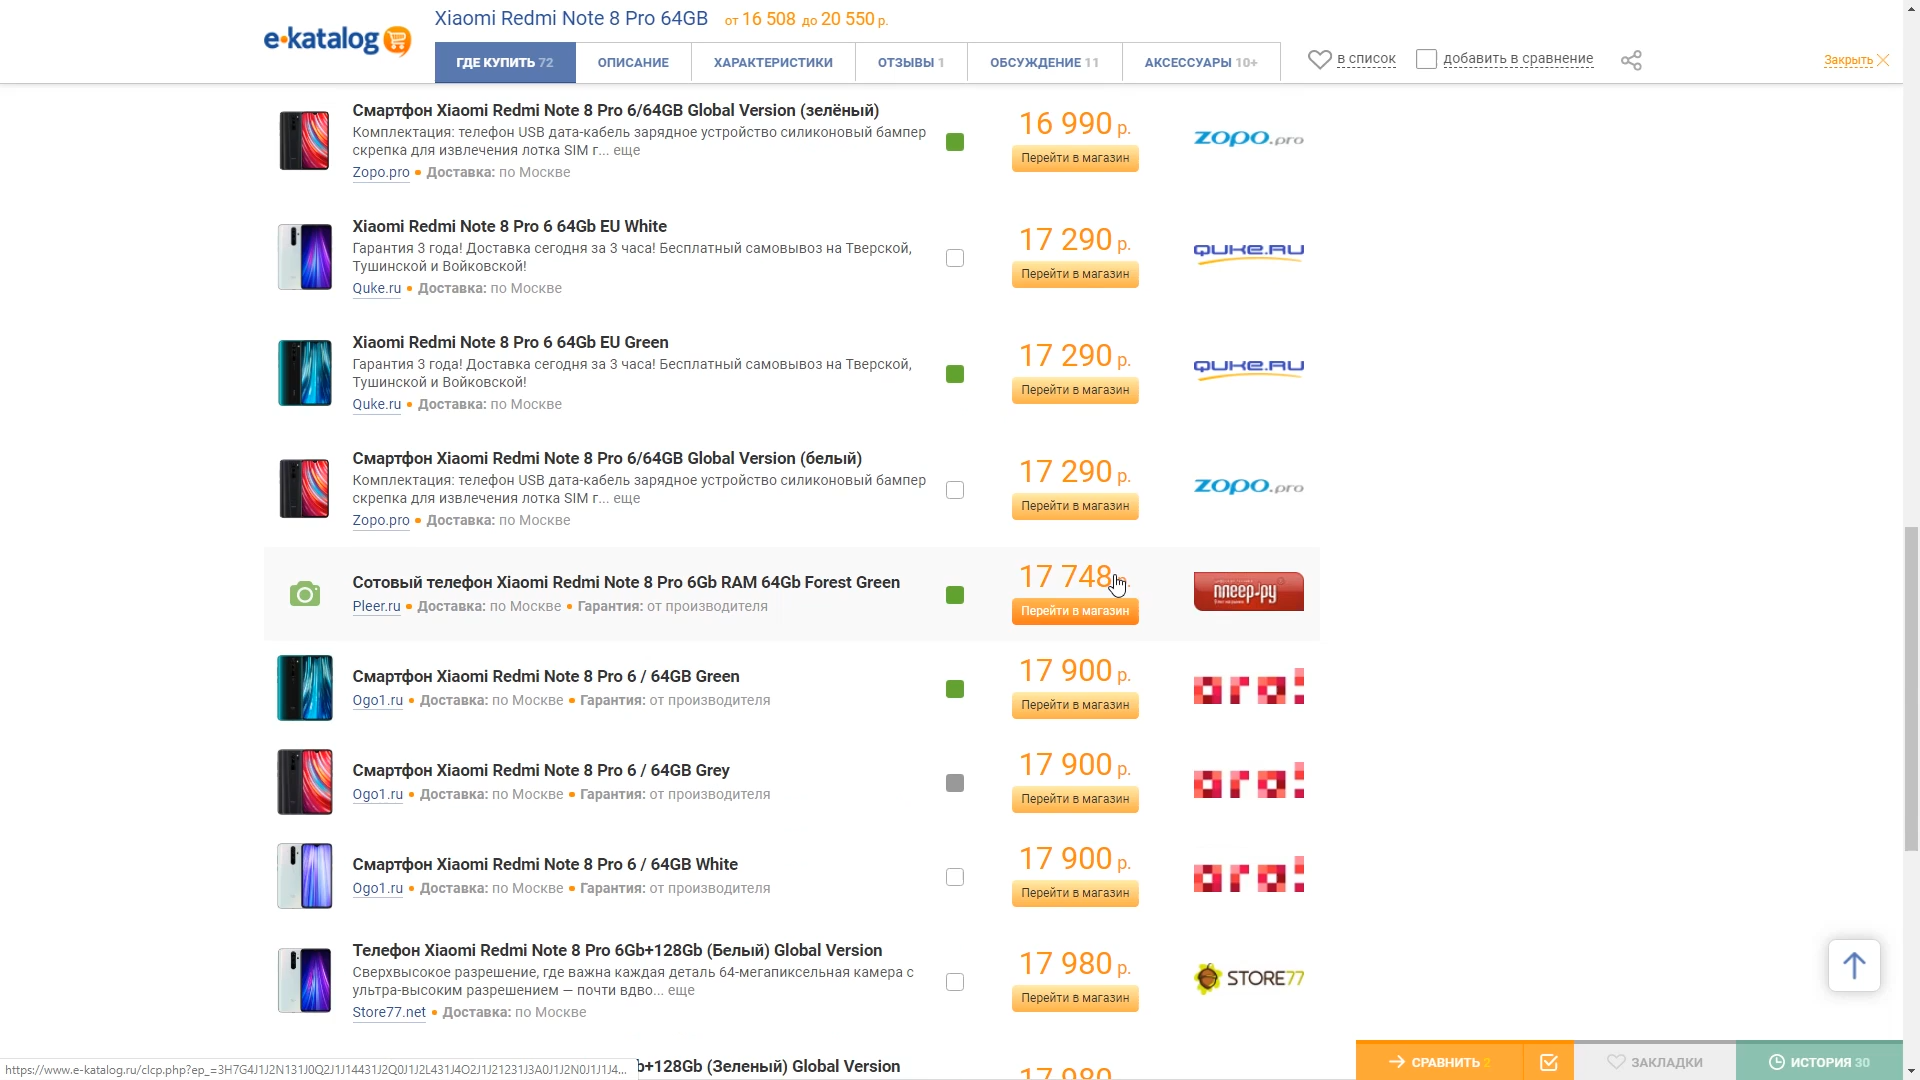 e-katalog
Xiaomi Redmi Note 8 Pro 64GB от 16 508 до 20 550 р.
ГДЕ КУПИТЬ 72 ОПИСАНИЕ ХАРАКТЕРИСТИКИ ОТЗЫВЫ 1 ОБСУЖДЕНИЕ 11 АКСЕССУАРЫ 10+ в список добавить в сравнение Закрыть
Смартфон Xiaomi Redmi Note 8 Pro 6/64GB Global Version (зелёный)
Комплектация: телефон USB дата-кабель зарядное устройство силиконовый бампер
скрепка для извлечения лотка SIM г... еще
Zopo.pro • Доставка: по Москве
16 990 р.
Перейти в магазин
ZOPO.pro
Xiaomi Redmi Note 8 Pro 6 64Gb EU White
Гарантия 3 года! Доставка сегодня за 3 часа! Бесплатный самовывоз на Тверской,
Тушинской и Войковской!
Quke.ru • Доставка: по Москве
17 290 р.
Перейти в магазин
QUKE.RU
Xiaomi Redmi Note 8 Pro 6 64Gb EU Green
Гарантия 3 года! Доставка сегодня за 3 часа! Бесплатный самовывоз на Тверской,
Тушинской и Войковской!
Quke.ru • Доставка: по Москве
17 290 р.
Перейти в магазин
QUKE.RU
Смартфон Xiaomi Redmi Note 8 Pro 6/64GB Global Version (белый)
Комплектация: телефон USB дата-кабель зарядное устройство силиконовый бампер
скрепка для извлечения лотка SIM г... еще
Zopo.pro • Доставка: по Москве
17 290 р.
Перейти в магазин
ZOPO.pro
Сотовый телефон Xiaomi Redmi Note 8 Pro 6Gb RAM 64Gb Forest Green
Pleer.ru • Доставка: по Москве • Гарантия: от производителя
17 748
Перейти в магазин
плеер.ру
Смартфон Xiaomi Redmi Note 8 Pro 6 / 64GB Green
Ogo1.ru • Доставка: по Москве • Гарантия: от производителя
17 900 р.
Перейти в магазин
ого!
Смартфон Xiaomi Redmi Note 8 Pro 6 / 64GB Grey
Ogo1.ru • Доставка: по Москве • Гарантия: от производителя
17 900 р.
Перейти в магазин
ого!
Смартфон Xiaomi Redmi Note 8 Pro 6 / 64GB White
Ogo1.ru • Доставка: по Москве • Гарантия: от производителя
17 900 р.
Перейти в магазин
ого!
Телефон Xiaomi Redmi Note 8 Pro 6Gb+128Gb (Белый) Global Version
Сверхвысокое разрешение, где важна каждая деталь 64-мегапиксельная камера с
ультра-высоким разрешением — почти вдво... еще
Store77.net • Доставка: по Москве
17 980 р.
Перейти в магазин
STORE77
b+128Gb (Зеленый) Global Version
17 980
https://www.e-katalog.ru/clcp.php?ep_=3H7G4J1J2N131J0Q2J1J14431J2Q0J1J2L431J4O2J1J21231J3A0J1J2N0J1J1J4...
СРАВНИТЬ 2 ЗАКЛАДКИ ИСТОРИЯ 30